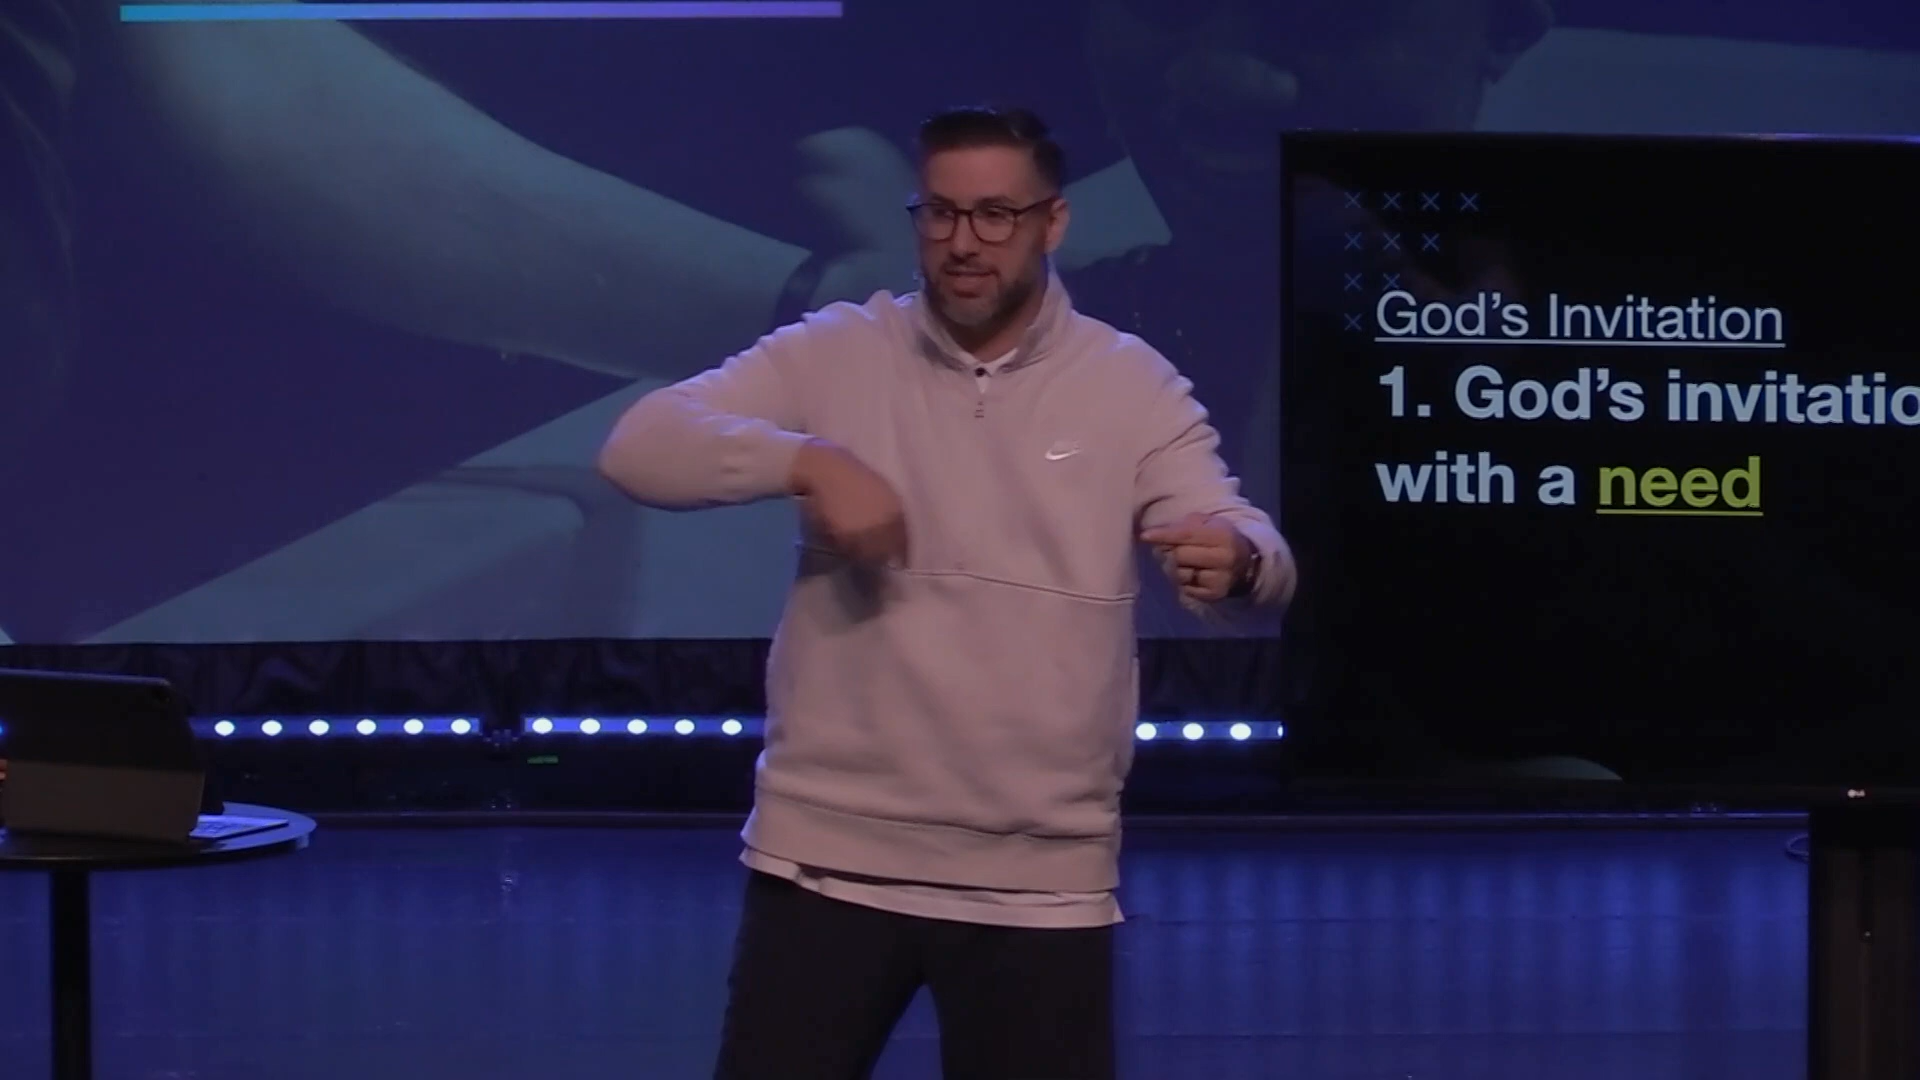 God’s Invitation
1. God’s invitatio
with a need